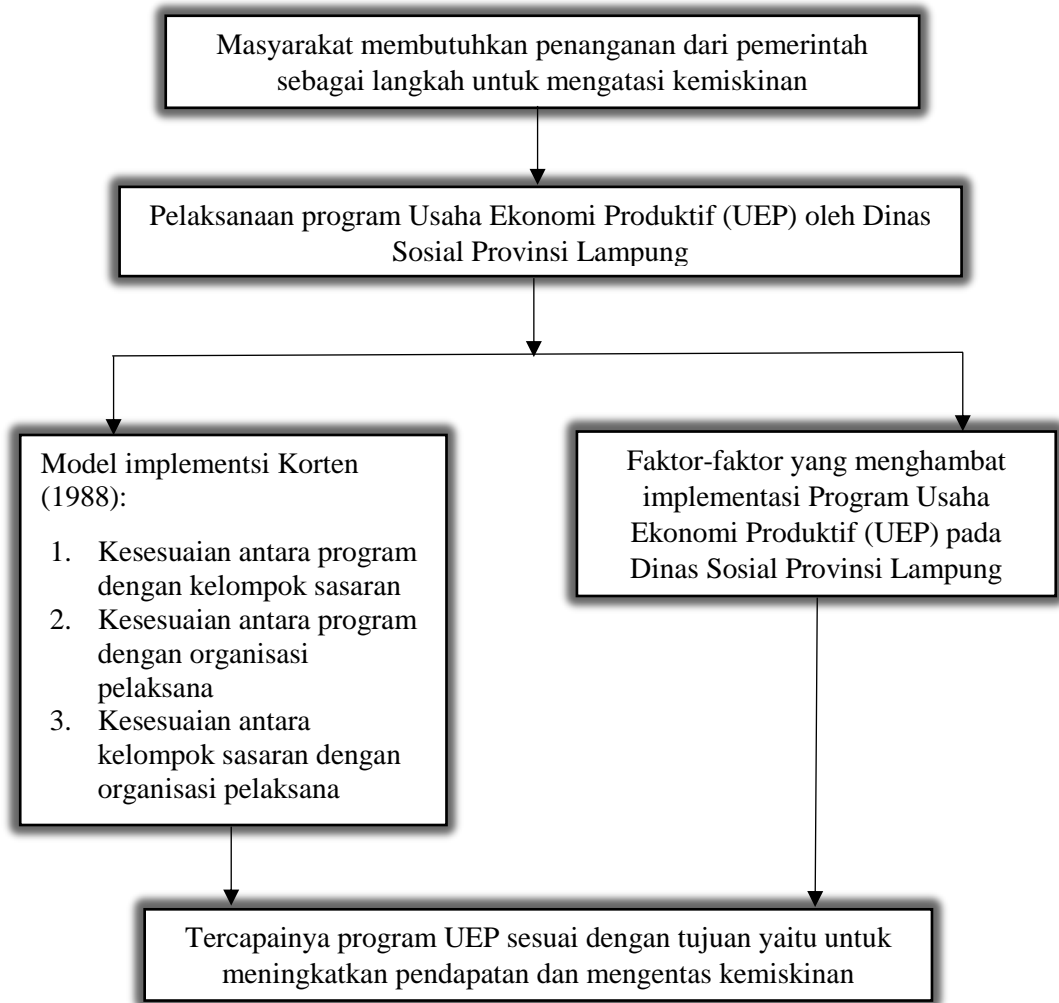 Masyarakat membutuhkan penanganan dari pemerintah
sebagai langkah untuk mengatasi kemiskinan
Pelaksanaan program Usaha Ekonomi Produktif (UEP) oleh Dinas
Sosial Provinsi Lampung
Model implementsi Korten
(1988):
1. Kesesuaian antara program
dengan kelompok sasaran
2. Kesesuaian antara program
dengan organisasi
pelaksana
3. Kesesuaian antara
kelompok sasaran dengan
organisasi pelaksana
Faktor-faktor yang menghambat
implementasi Program Usaha
Ekonomi Produktif (UEP) pada
Dinas Sosial Provinsi Lampung
Tercapainya program UEP sesuai dengan tujuan yaitu untuk
meningkatkan pendapatan dan mengentas kemiskinan